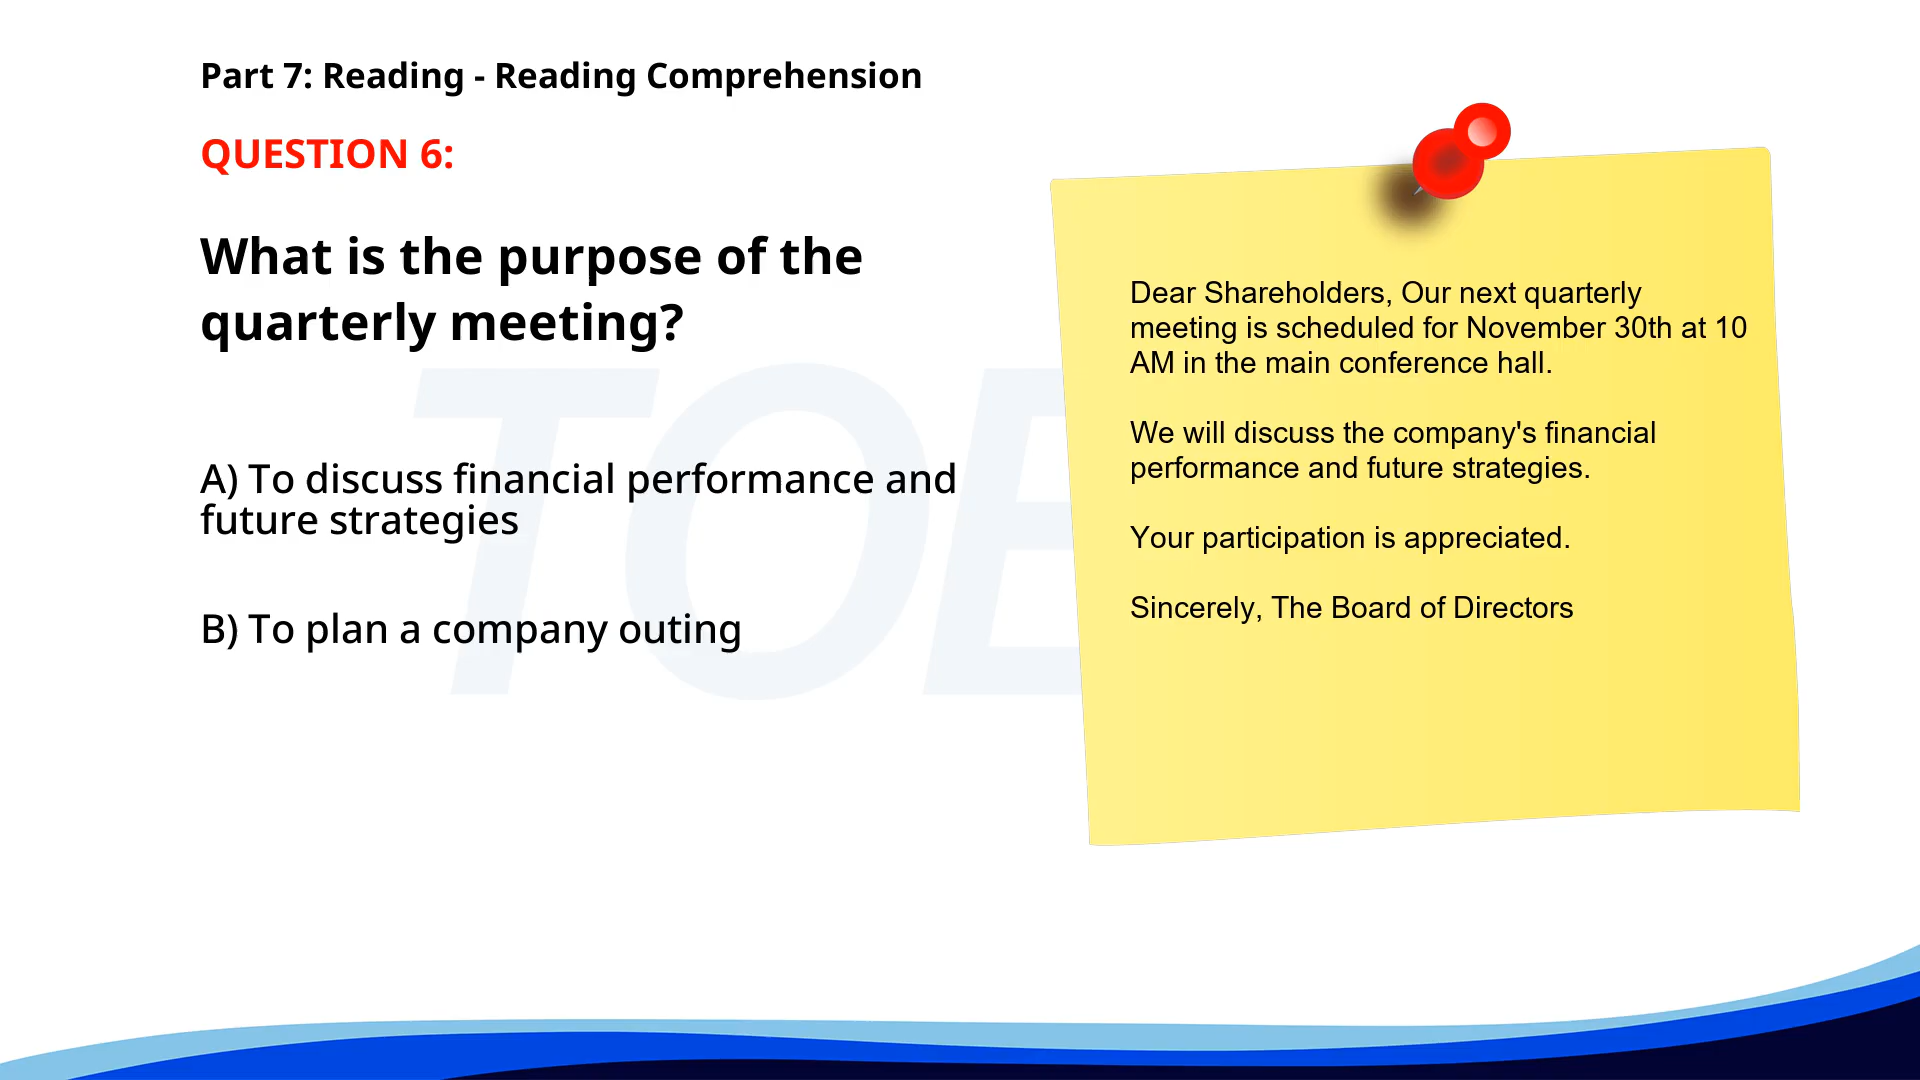 Part 7: Reading - Reading Comprehension
QUESTION 6:
What is the purpose of the
quarterly meeting?
A) To discuss financial performance and
future strategies
B) To plan a company outing
Dear Shareholders, Our next quarterly
meeting is scheduled for November 30th at 10
AM in the main conference hall.
We will discuss the company's financial
performance and future strategies.
Your participation is appreciated.
Sincerely, The Board of Directors